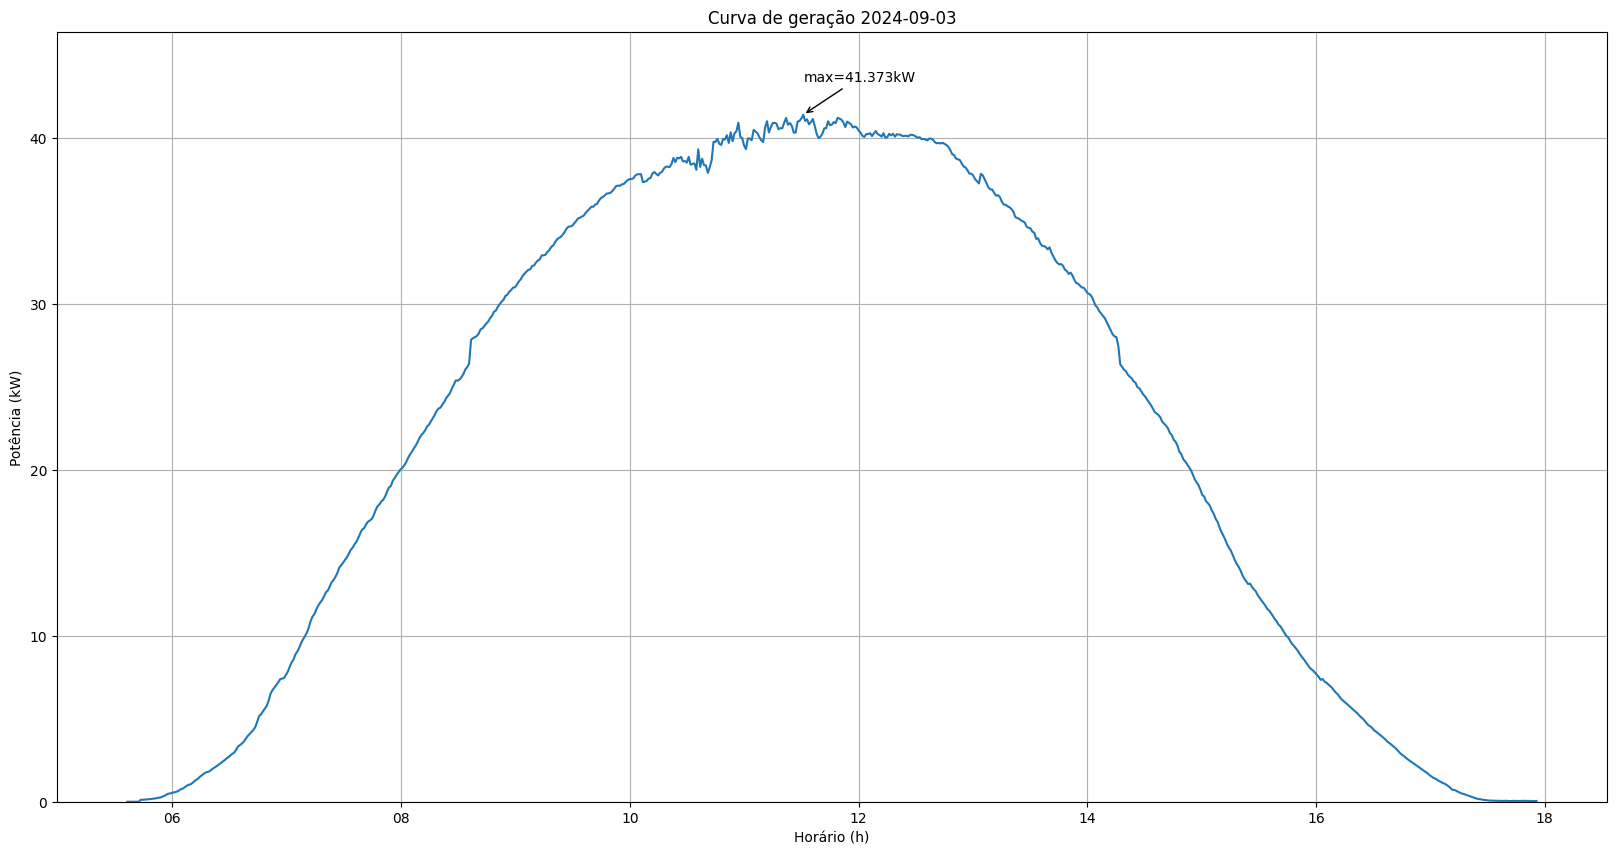 Curva de geração 2024-09-03
max=41.373kW
Potência (kW)
40
30
20
10
0
06 08 10 12 14 16 18
Horário (h)